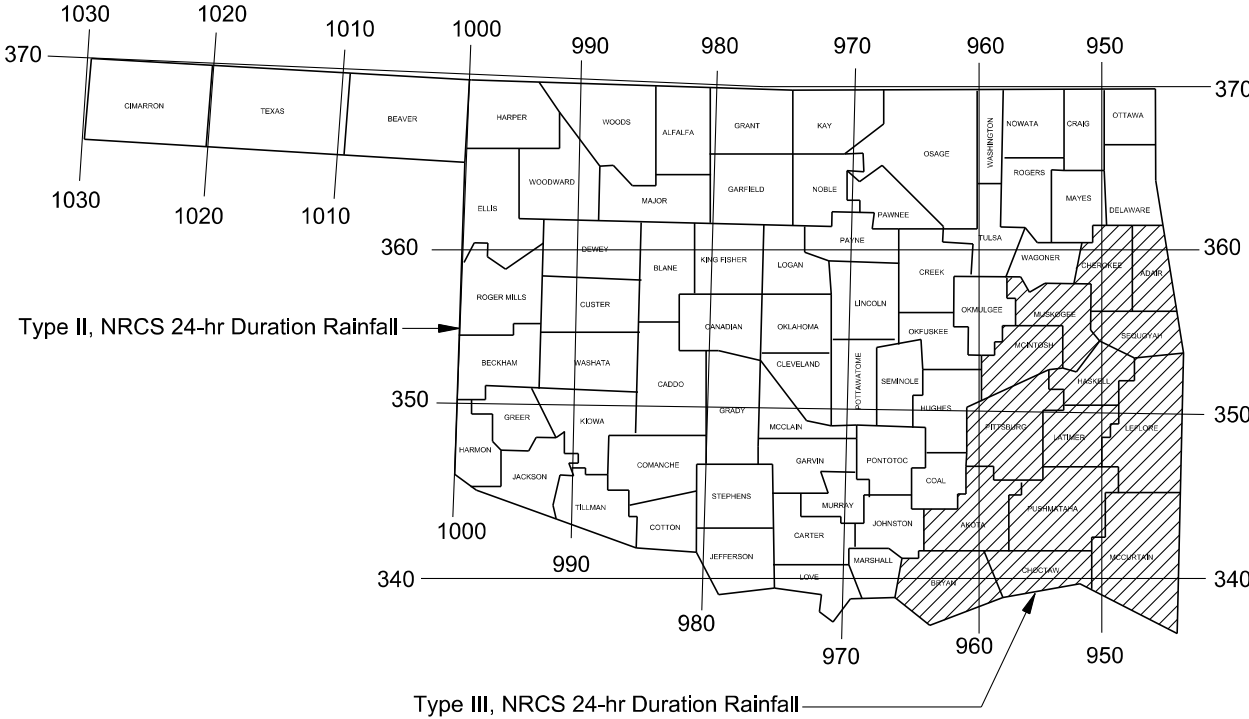 1030 1020 1010 1000 990 980 970 960 950
370 370
CIMARRON TEXAS BEAVER HARPER WOODS ALFALFA GRANT KAY OSAGE WASHINGTON NOWATA CRAIG OTTAWA
WOODWARD MAJOR GARFIELD NOBLE PAWNEE ROGERS MAYES DELAWARE
1030 1020 1010
ELLIS
360 DEWEY BLANE KING FISHER LOGAN PAYNE CREEK TULSA WAGONER CHEROKEE ADAIR 360
ROGER MILLS CUSTER CANADIAN OKLAHOMA LINCOLN OKMULGEE MUSKOGEE
Type II, NRCS 24-hr Duration Rainfall
OKFUSKEE MCINTOSH SEQUOYAH
BECKHAM WASHATA CADDO CLEVELAND POTTAWATOME SEMINOLE HASKELL
350 GREER KIOWA GRADY MCCLAIN HUGHES PITTSBURG LATIMER LEFLORE 350
HARMON JACKSON COMANCHE GARVIN PONTOTOC COAL
TILLMAN COTTON STEPHENS MURRAY JOHNSTON AKOTA PUSHMATAHA
1000 990
JEFFERSON CARTER MARSHALL CHOCTAW MCCURTAIN
340 LOVE BRYAN 340
980 970 960 950
Type III, NRCS 24-hr Duration Rainfall